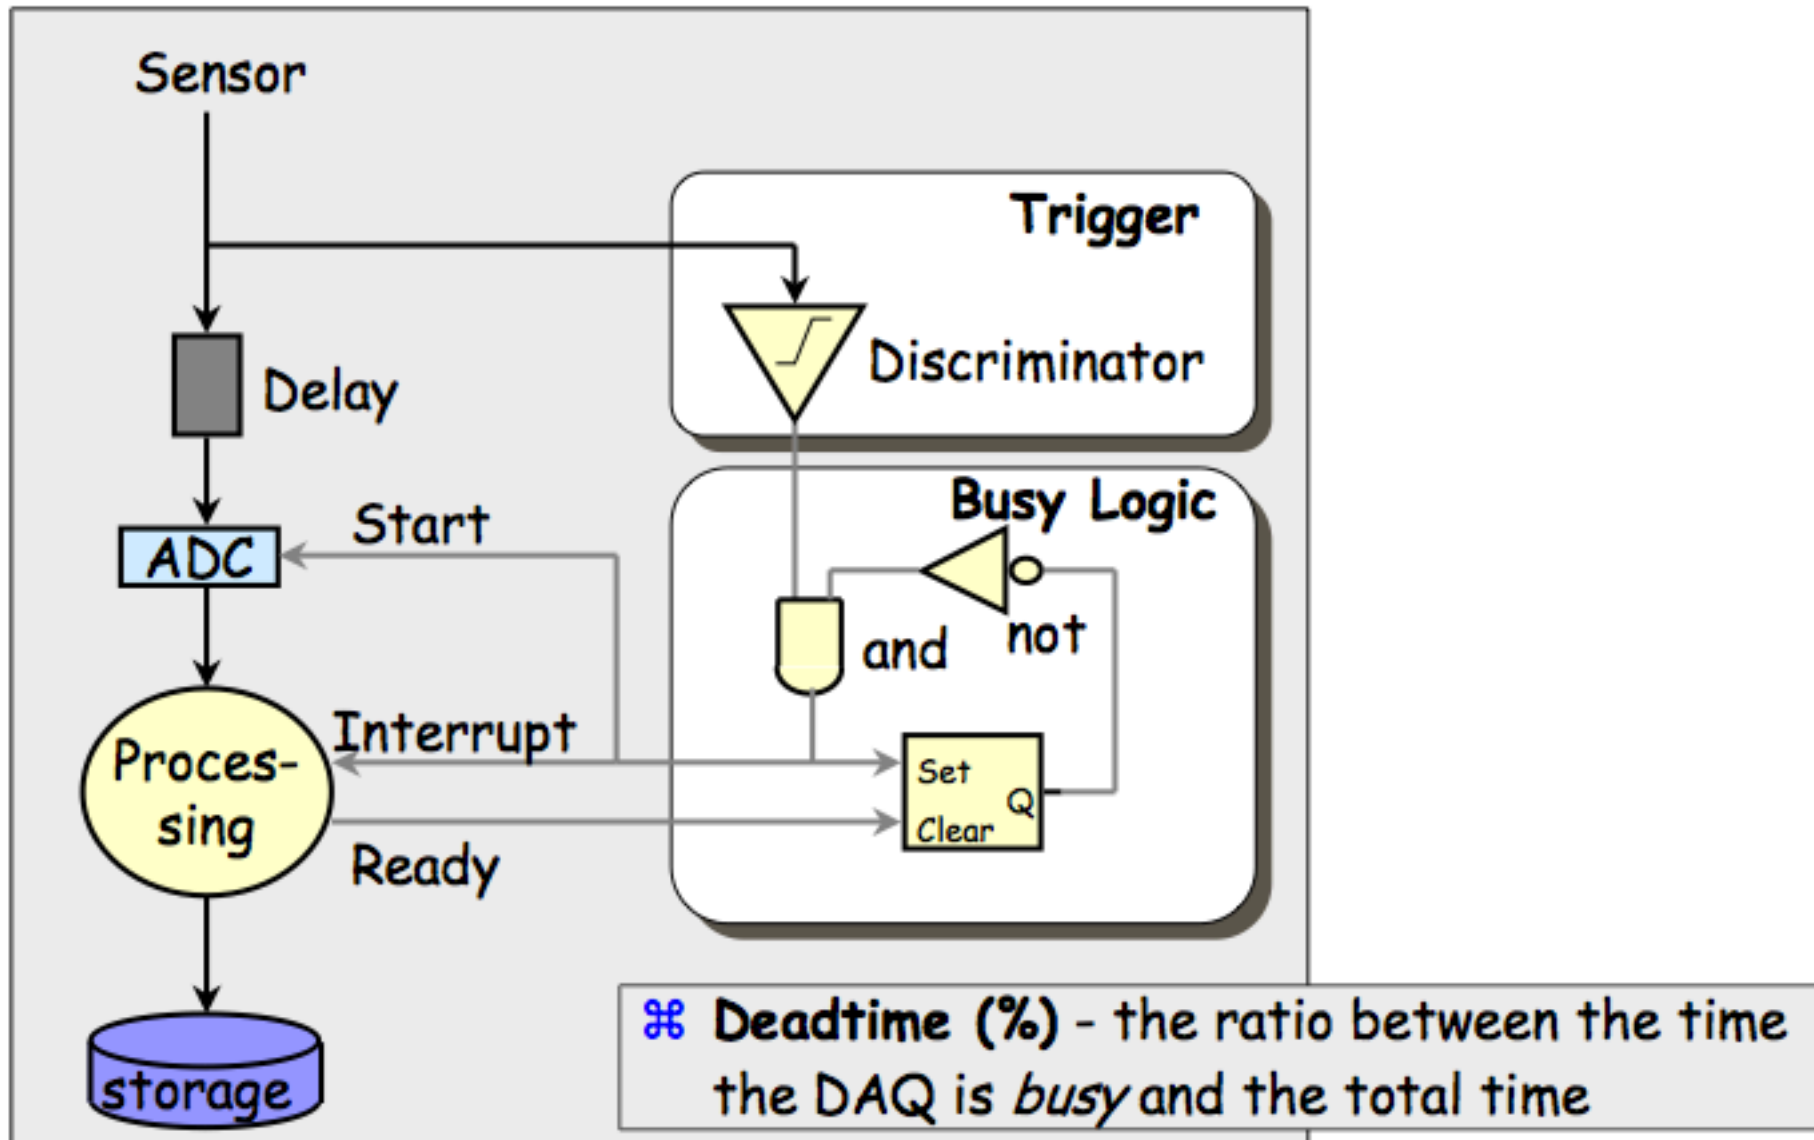 Sensor
Trigger
Discriminator
Delay
Busy Logic
Start
ADC
not
and
Interrupt
Proces-
sing
Set
Q
Clear
Ready
⌘ Deadtime (%) - the ratio between the time
the DAQ is busy and the total time
storage